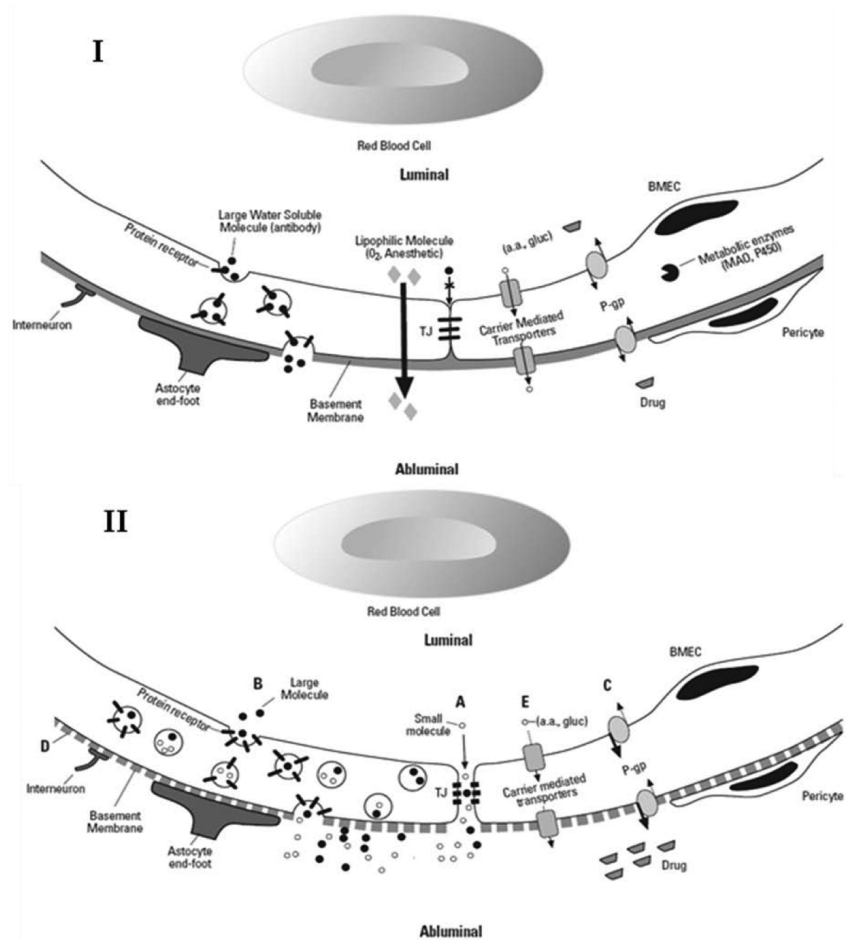 I
Red Blood Cell
Luminal
BMEC
Large Water Soluble
Molecule (antibody)
Protein receptor
Lipophilic Molecule
(O₂, Anesthetic)
(a.a., gluc)
Metabollic enzymes
(MAO, P450)
P-gp
TJ
Carrier Mediated
Transporters
Interneuron
Pericyte
Astocyte
end-foot
Basement
Membrane
Drug
Abluminal
II
Red Blood Cell
Luminal
BMEC
B
Large
Molecule
A
E
C
Protein receptor
Small
molecule
(a.a., gluc)
D
P-gp
Interneuron
TJ
Carrier mediated
transporters
Pericyte
Basement
Membrane
Astocyte
end-foot
Drug
Abluminal